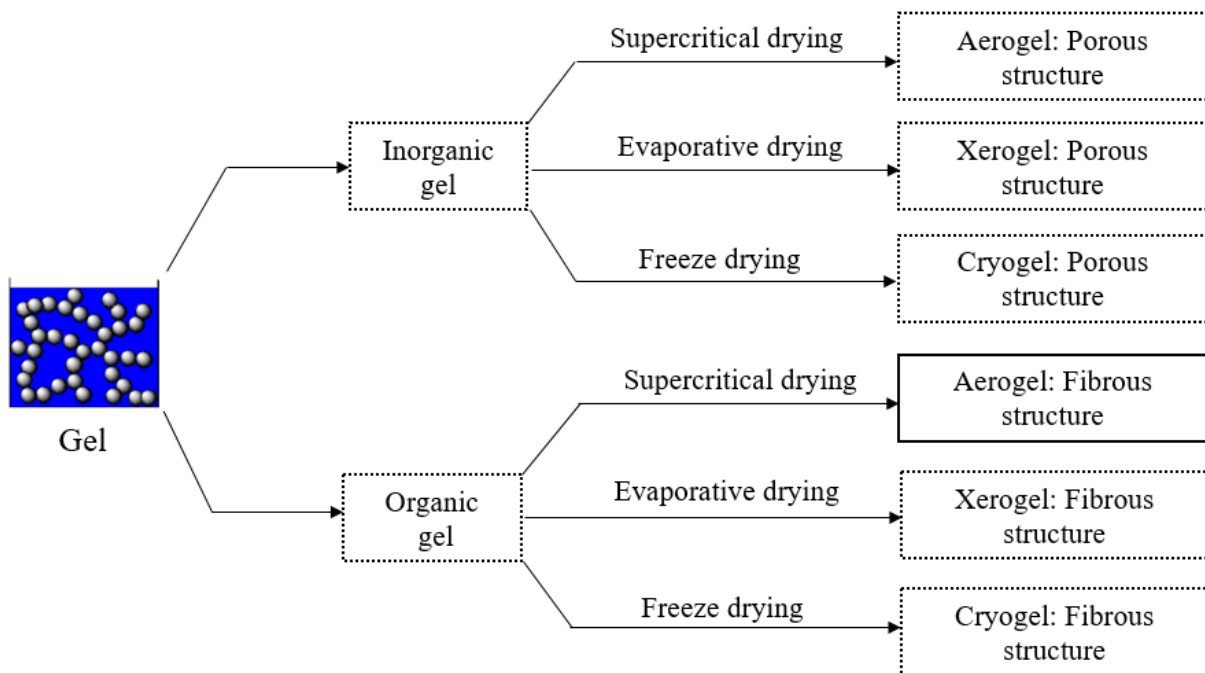 Supercritical drying
Aerogel: Porous
structure
Inorganic
gel
Evaporative drying
Xerogel: Porous
structure
Freeze drying
Cryogel: Porous
structure
Gel
Supercritical drying
Aerogel: Fibrous
structure
Organic
gel
Evaporative drying
Xerogel: Fibrous
structure
Freeze drying
Cryogel: Fibrous
structure